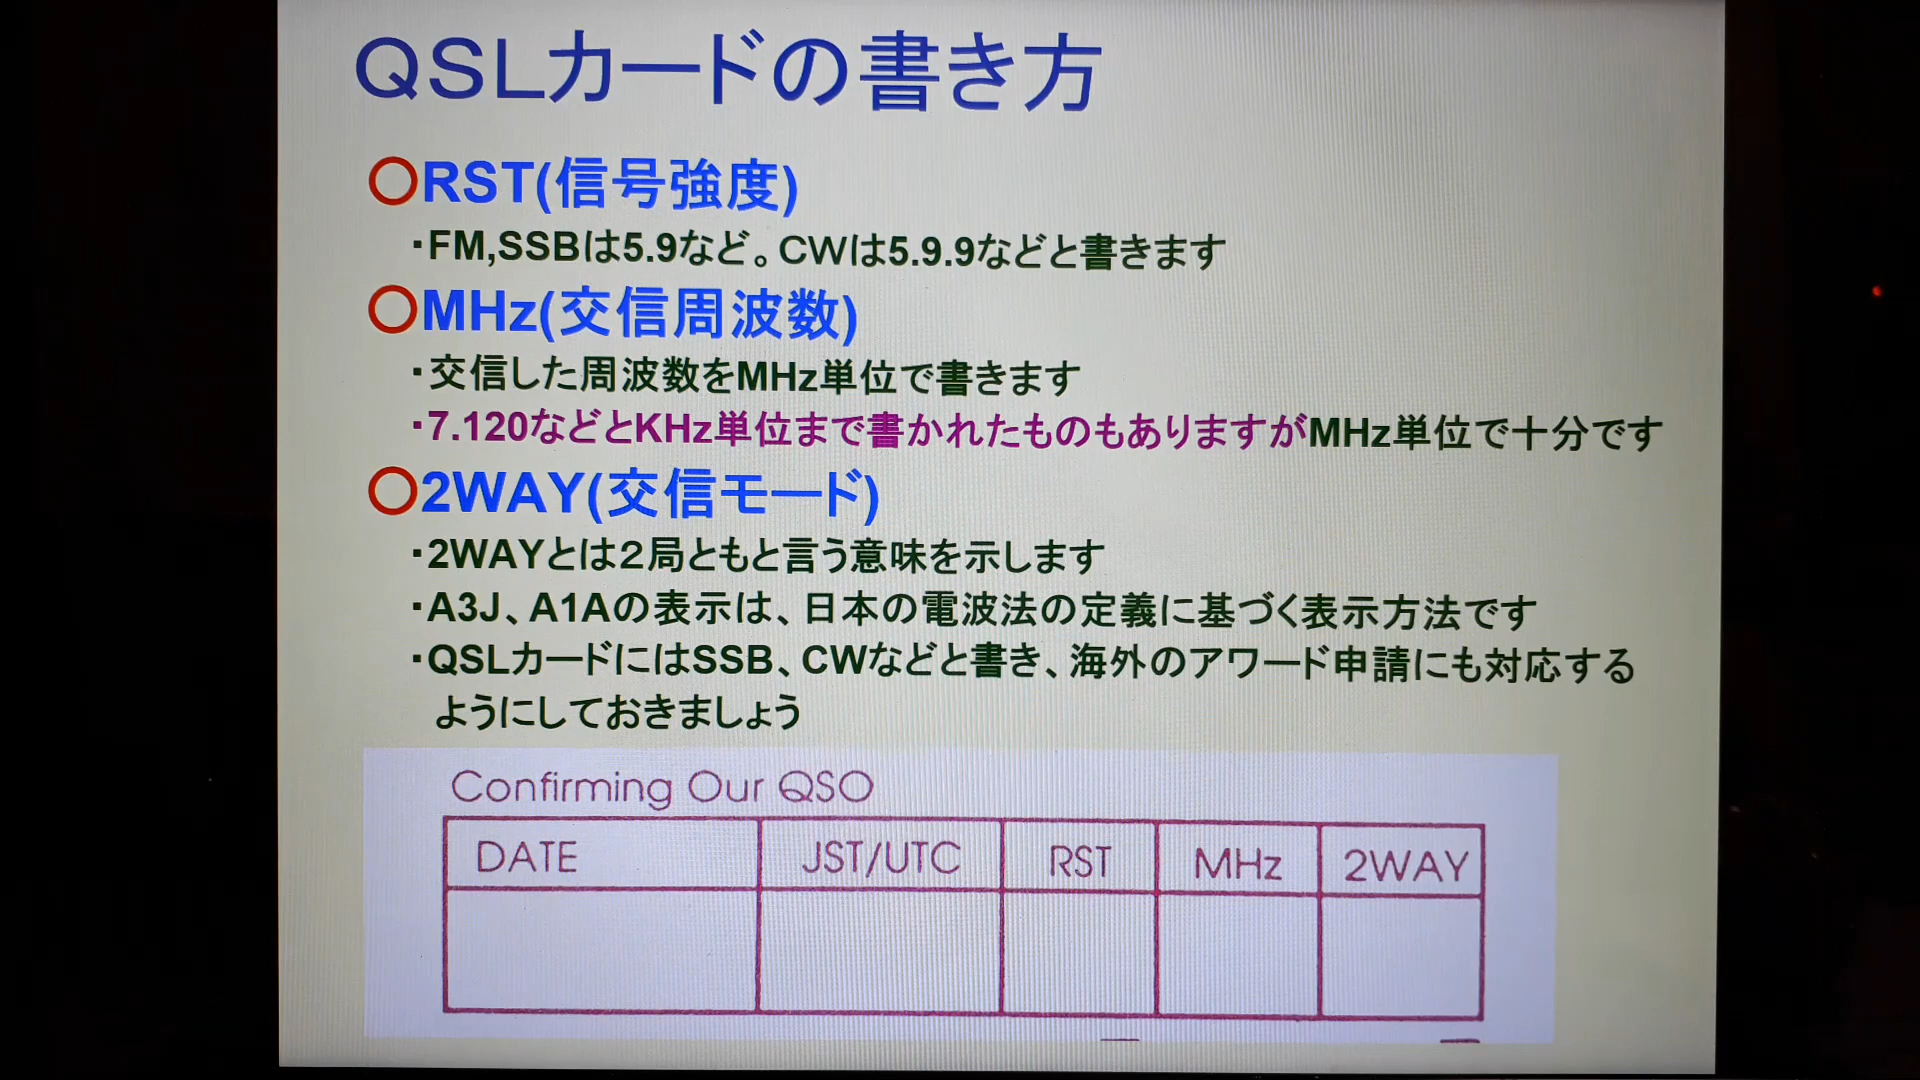 QSLカードの書き方
〇RST(信号強度)
・FM,SSBは5.9など。CWは5.9.9などと書きます
〇MHz(交信周波数)
・交信した周波数をMHz単位で書きます
・7.120などとKHz単位まで書かれたものもありますがMHz単位で十分です
〇2WAY(交信モード)
・2WAYとは２局ともと言う意味を示します
・A3J、A1Aの表示は、日本の電波法の定義に基づく表示方法です
・QSLカードにはSSB、CWなどと書き、海外のアワード申請にも対応する
ようにしておきましょう
Confirming Our QSO
DATE JST/UTC RST MHz 2WAY